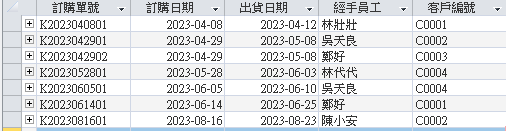 訂購單號 訂購日期 出貨日期 經手員工 客戶編號
K2023040801 2023-04-08 2023-04-12 林壯壯 C0001
K2023042901 2023-04-29 2023-05-08 吳天良 C0002
K2023042902 2023-04-29 2023-05-08 鄭好 C0003
K2023052801 2023-05-28 2023-06-03 林代代 C0004
K2023060501 2023-06-05 2023-06-10 吳天良 C0004
K2023061401 2023-06-14 2023-06-25 鄭好 C0001
K2023081601 2023-08-16 2023-08-23 陳小安 C0002